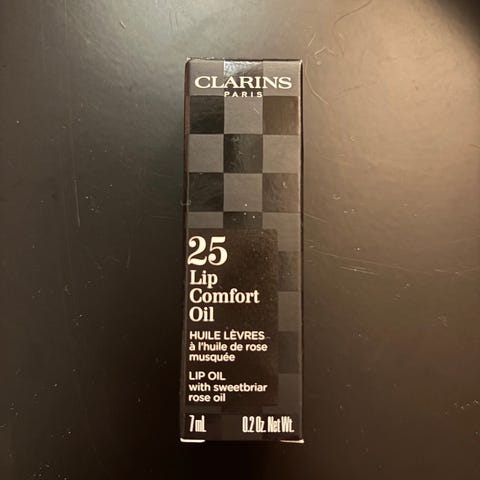 CLARINS
PARIS
25
Lip
Comfort
Oil
HUILE LÈVRES
à l'huile de rose
musquée
LIP OIL
with sweetbriar
rose oil
7 mL 0.2 Oz. Net Wt.